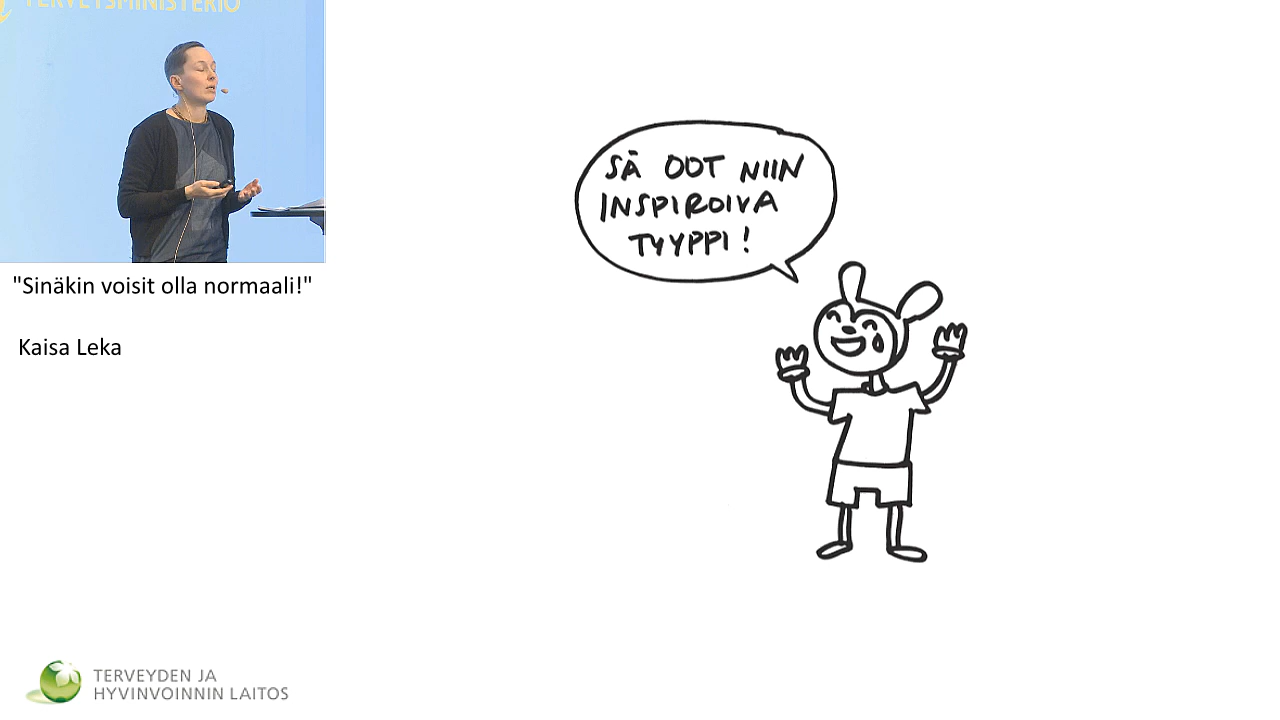 TERVEYSMINISTERIÖ
"Sinäkin voisit olla normaali!"
Kaisa Leka
SÄ OOT NIIN
INSPIROIVA
TYYPPI!
TERVEYDEN JA
HYVINVOINNIN LAITOS